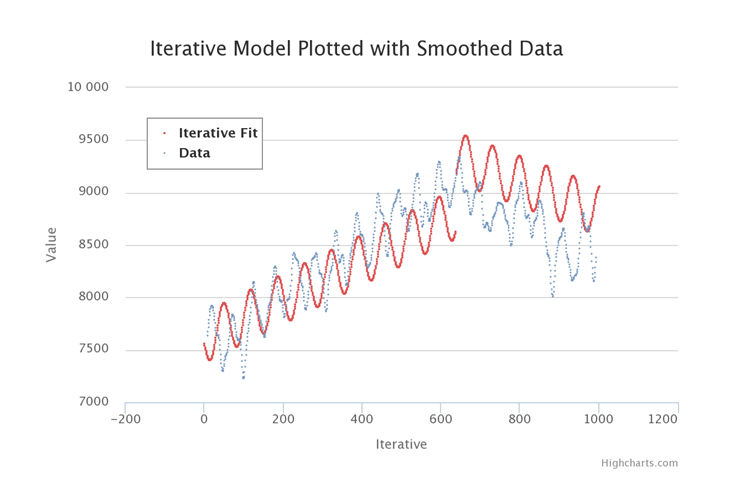 Iterative Model Plotted with Smoothed Data
10 000
Iterative Fit
Data
9500
9000
8500
8000
7500
7000
Value
−200
0
200
400
600
800
1000
1200
Iterative
Highcharts.com